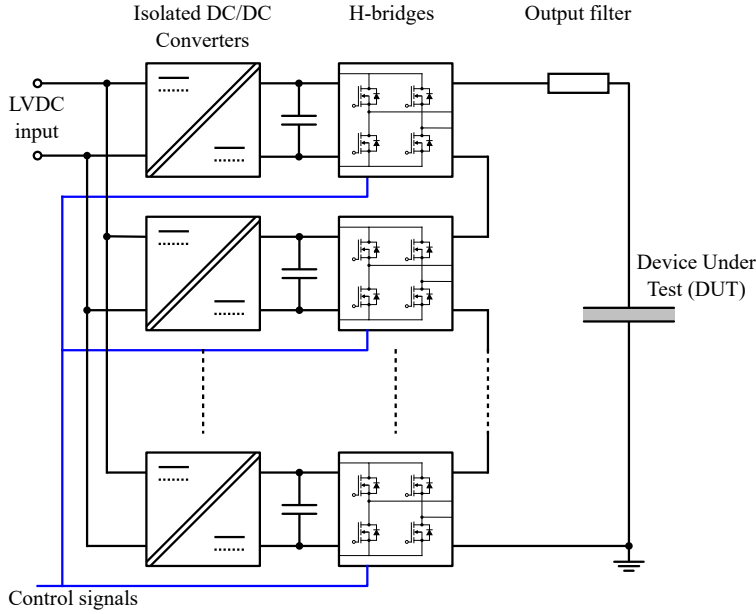 Isolated DC/DC
Converters
H-bridges
Output filter
LVDC
input
Device Under
Test (DUT)
Control signals